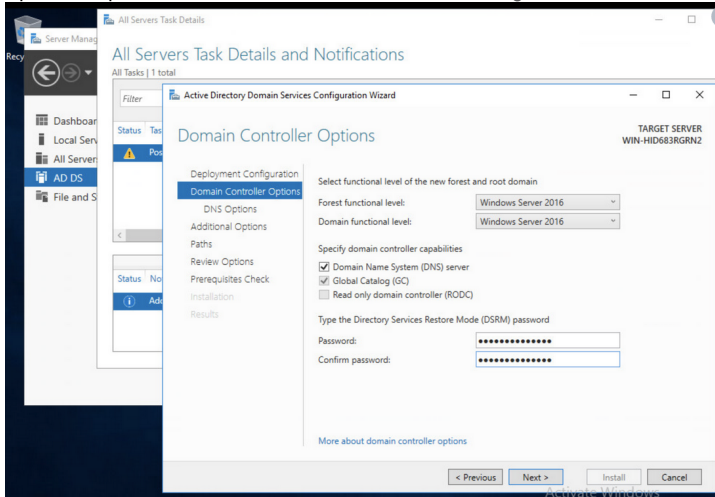 All Servers Task Details
Server Manag
Recy
All Servers Task Details and Notifications
All Tasks | 1 total
Filter
Status Tas
Pos
Dashboar
Local Serv
All Server
AD DS
File and S
Status No
Add
Active Directory Domain Services Configuration Wizard
Domain Controller Options
TARGET SERVER
WIN-HID683RGRN2
Deployment Configuration
Domain Controller Options
DNS Options
Additional Options
Paths
Review Options
Prerequisites Check
Installation
Results
Select functional level of the new forest and root domain
Forest functional level: Windows Server 2016
Domain functional level: Windows Server 2016
Specify domain controller capabilities
Domain Name System (DNS) server
Global Catalog (GC)
Read only domain controller (RODC)
Type the Directory Services Restore Mode (DSRM) password
Password: ••••••••••••••
Confirm password: ••••••••••••••
More about domain controller options
< Previous Next > Install Cancel
Activate Windows